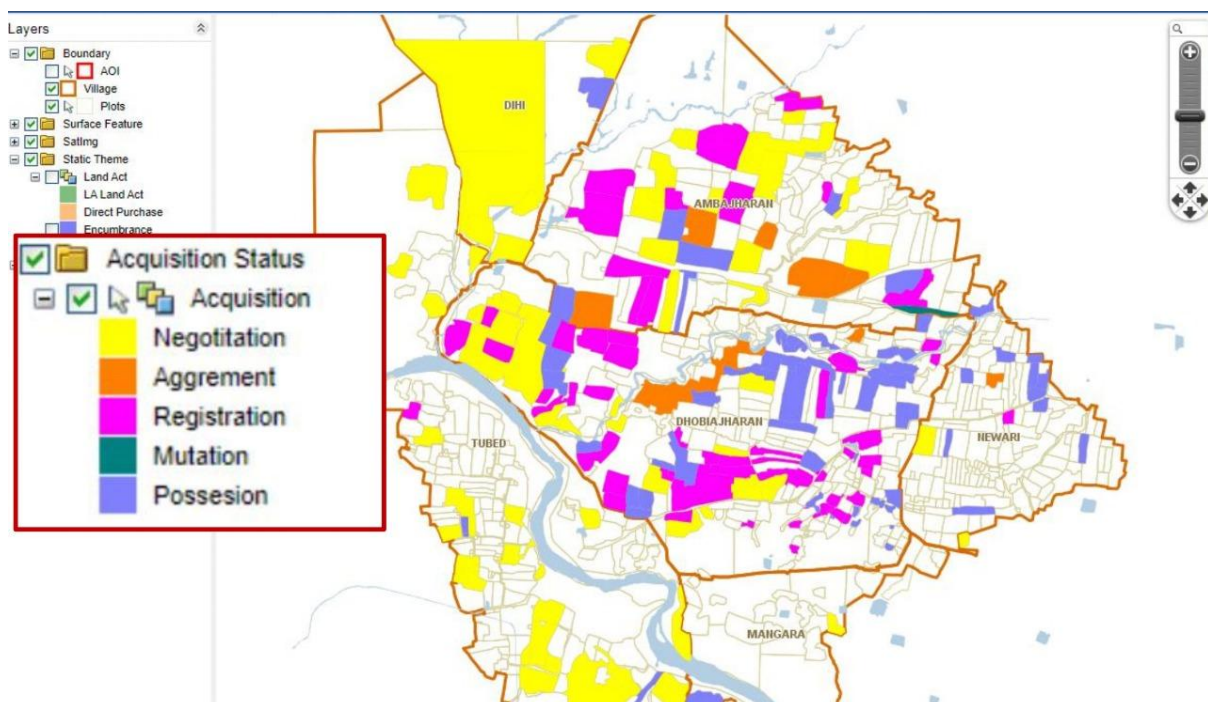 Layers
Boundary
AOI
Village
Plots
Surface Feature
SatImg
Static Theme
Land Act
LA Land Act
Direct Purchase
Encumbrance
Acquisition Status
Acquisition
Negotitation
Aggrement
Registration
Mutation
Possesion
DIHI
AMBAJHARAN
DHOBIAJHARAN
TUBED
NEWARI
MANGARA